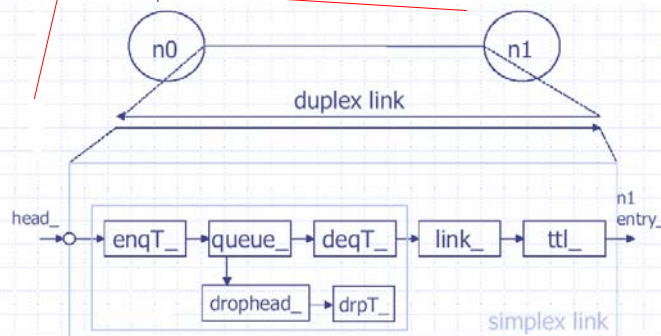 n0
n1
duplex link
head_
n1
entry_
enqT_
queue_
deqT_
link_
ttl_
drophead_
drpT_
simplex link